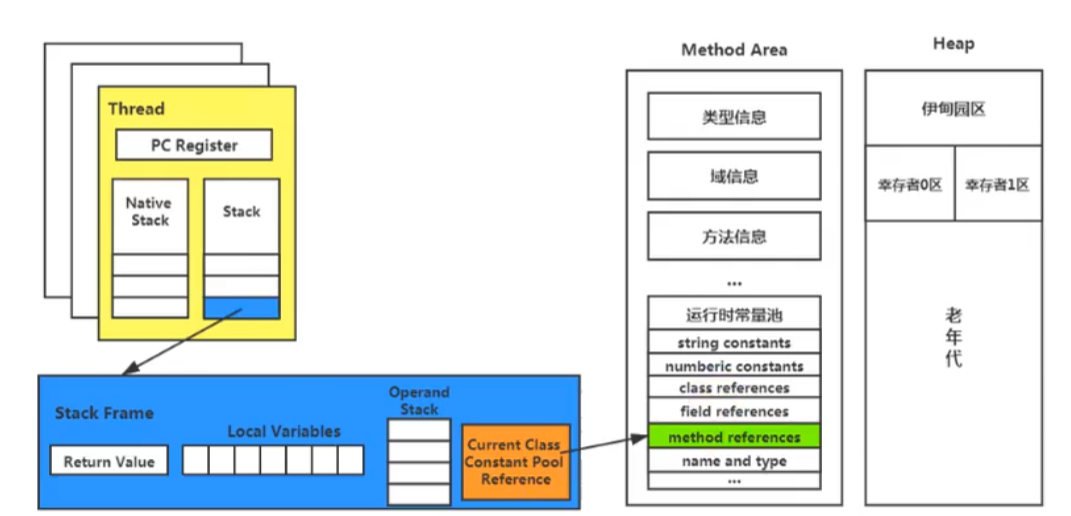 Thread
PC Register
Native
Stack
Stack
Stack Frame
Return Value
Local Variables
Operand
Stack
Current Class
Constant Pool
Reference
Method Area
类型信息
域信息
方法信息
...
运行时常量池
string constants
numberic constants
class references
field references
method references
name and type
...
Heap
伊甸园区
幸存者0区
幸存者1区
老
年
代